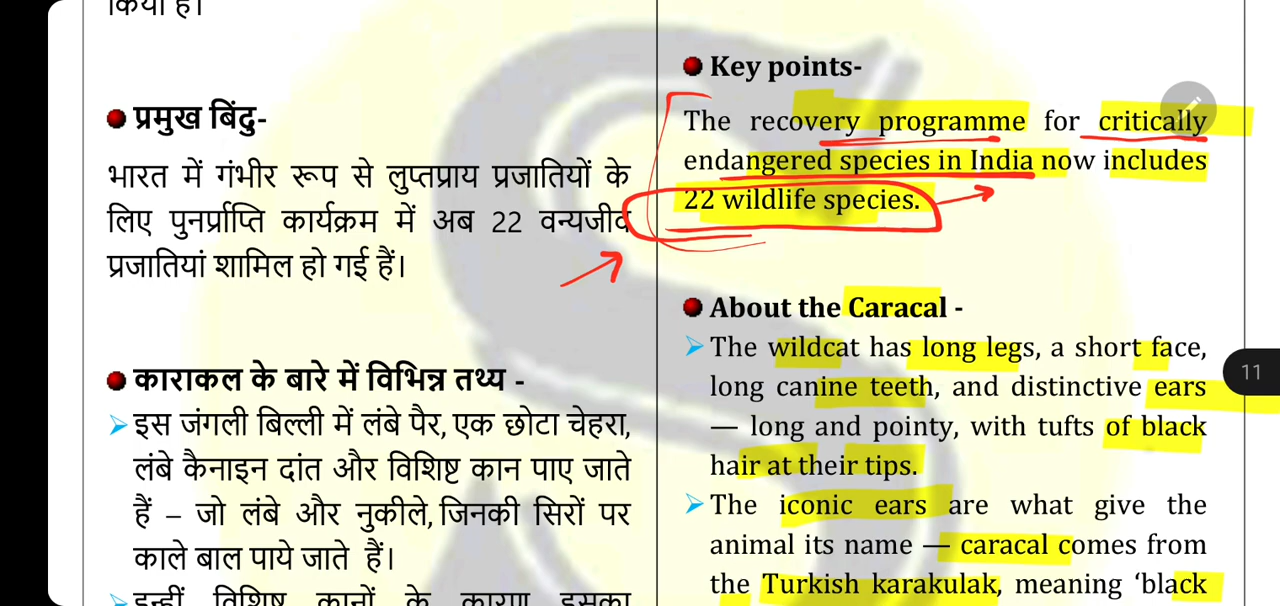 किया है।
प्रमुख बिंदु-
भारत में गंभीर रूप से लुप्तप्राय प्रजातियों के
लिए पुनर्प्राप्ति कार्यक्रम में अब 22 वन्यजीव
प्रजातियां शामिल हो गई हैं।
काराकल के बारे में विभिन्न तथ्य -
इस जंगली बिल्ली में लंबे पैर, एक छोटा चेहरा,
लंबे कैनाइन दांत और विशिष्ट कान पाए जाते
हैं – जो लंबे और नुकीले, जिनकी सिरों पर
काले बाल पाये जाते हैं।
इन्हीं विशिष्ट कानों के कारण इसका
Key points-
The recovery programme for critically
endangered species in India now includes
22 wildlife species.
About the Caracal -
The wildcat has long legs, a short face,
long canine teeth, and distinctive ears
— long and pointy, with tufts of black
hair at their tips.
The iconic ears are what give the
animal its name — caracal comes from
the Turkish karakulak, meaning ‘black
11